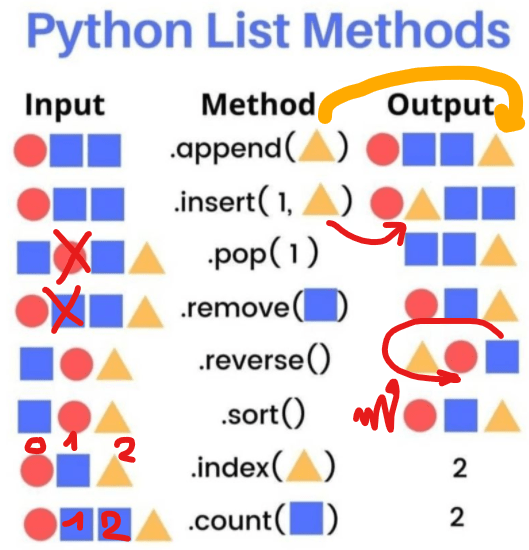 Python List Methods
Input Method Output
.append( )
.insert( 1, )
.pop( 1 )
.remove( )
.reverse()
.sort()
0 1 2
.index( ) 2
1 2 .count( ) 2